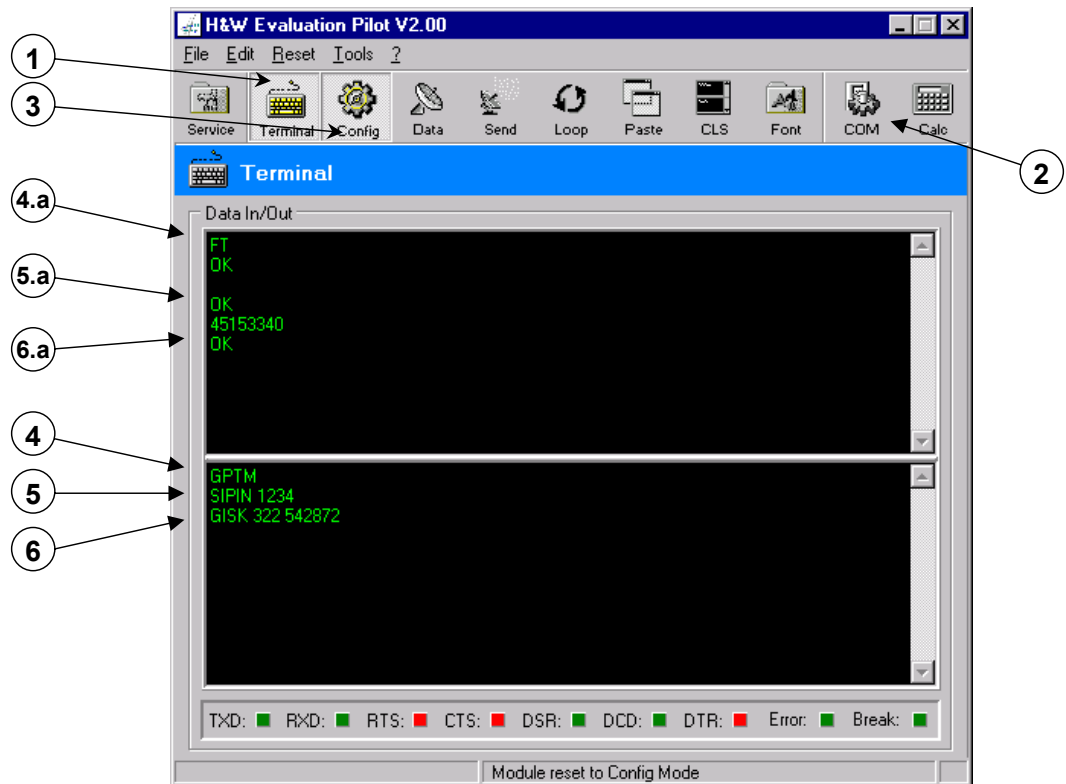 H&W Evaluation Pilot V2.00
File Edit Reset Tools ?
1
3
Service Terminal Config Data Send Loop Paste CLS Font COM Calc
2
Terminal
4.a
Data In/Out
FT
OK
5.a
OK
45153340
6.a
OK
4
GPTM
5
SIPIN 1234
GISK 322 542872
6
TXD: RXD: RTS: CTS: DSR: DCD: DTR: Error: Break:
Module reset to Config Mode